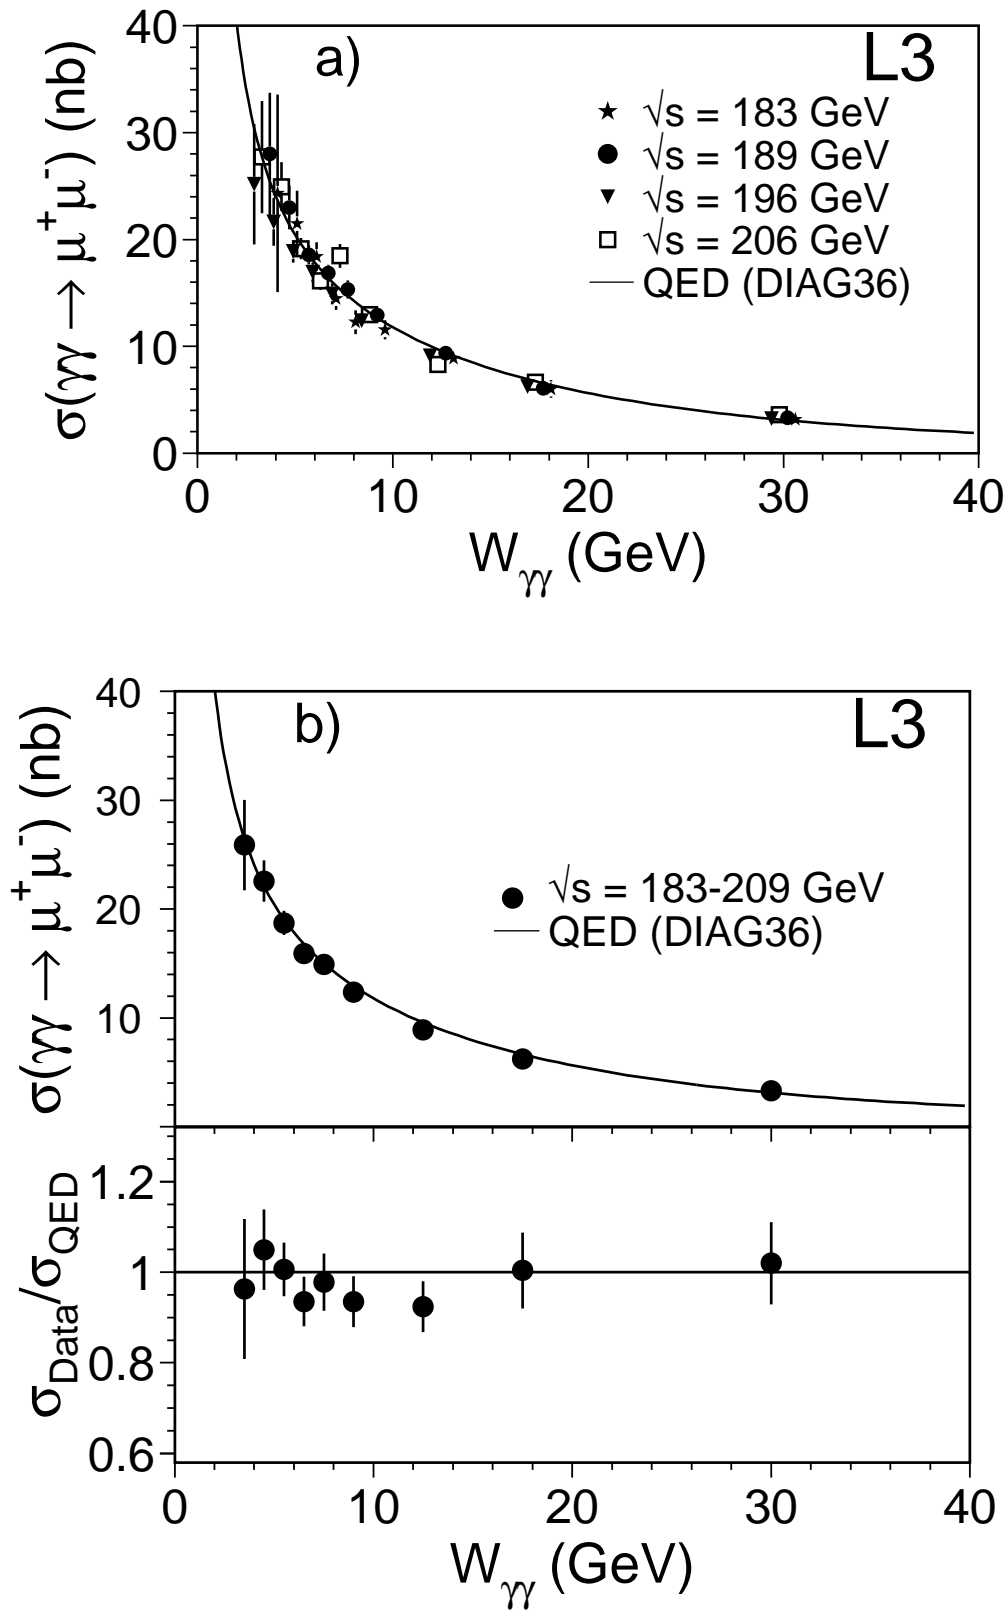 40
30
20
10
0
σ(γγ → μ⁺μ⁻) (nb)
a)
L3
√s = 183 GeV
√s = 189 GeV
√s = 196 GeV
√s = 206 GeV
QED (DIAG36)
0 10 20 30 40
Wγγ (GeV)
40
30
20
10
σ(γγ → μ⁺μ⁻) (nb)
b)
L3
√s = 183-209 GeV
QED (DIAG36)
1.2
1
0.8
0.6
σData/σQED
0 10 20 30 40
Wγγ (GeV)